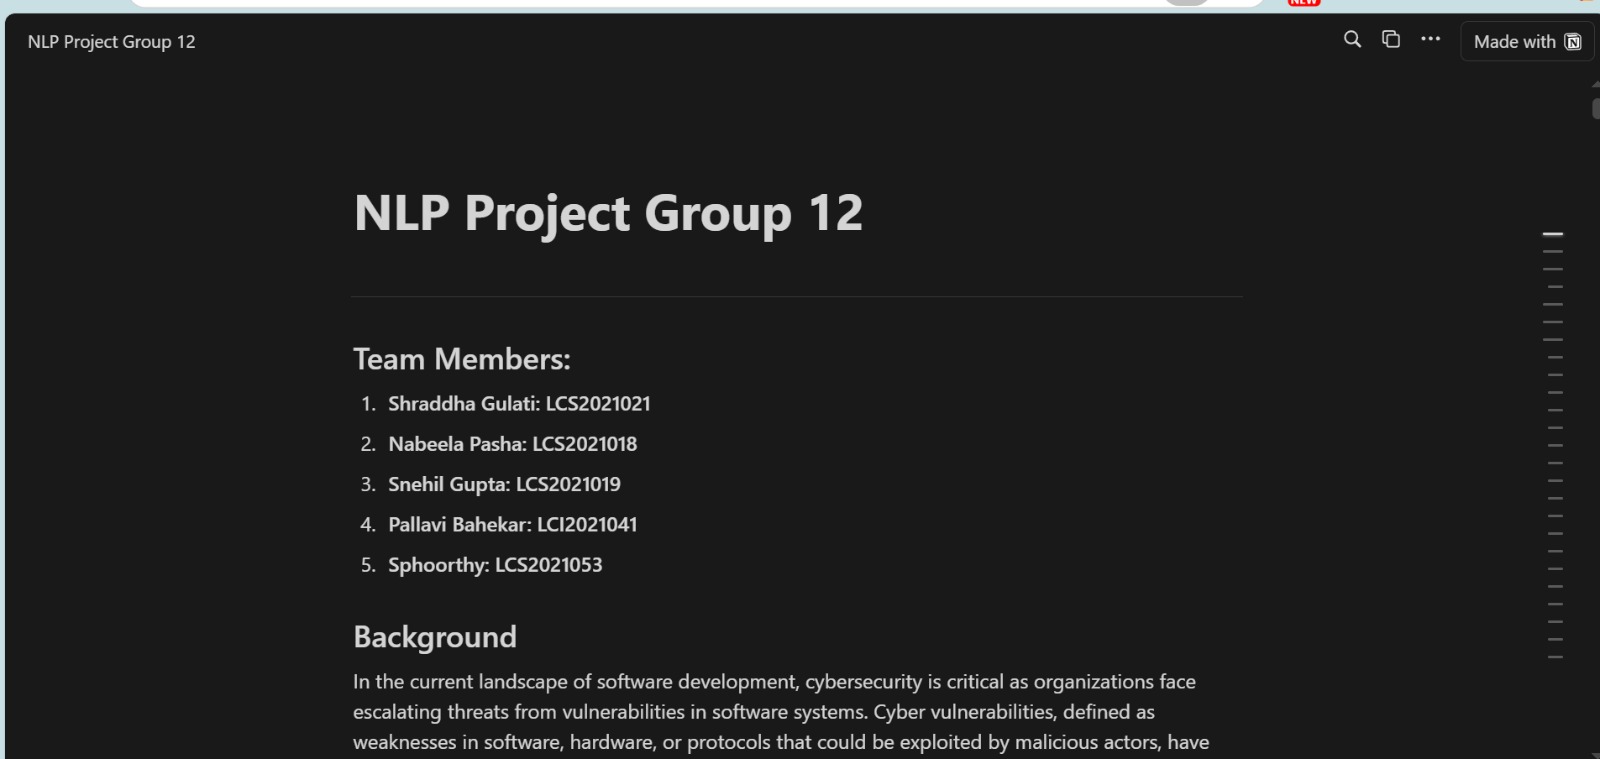 NEW
NLP Project Group 12
Made with
NLP Project Group 12
Team Members:
1. Shraddha Gulati: LCS2021021
2. Nabeela Pasha: LCS2021018
3. Snehil Gupta: LCS2021019
4. Pallavi Bahekar: LCI2021041
5. Sphoorthy: LCS2021053
Background
In the current landscape of software development, cybersecurity is critical as organizations face
escalating threats from vulnerabilities in software systems. Cyber vulnerabilities, defined as
weaknesses in software, hardware, or protocols that could be exploited by malicious actors, have